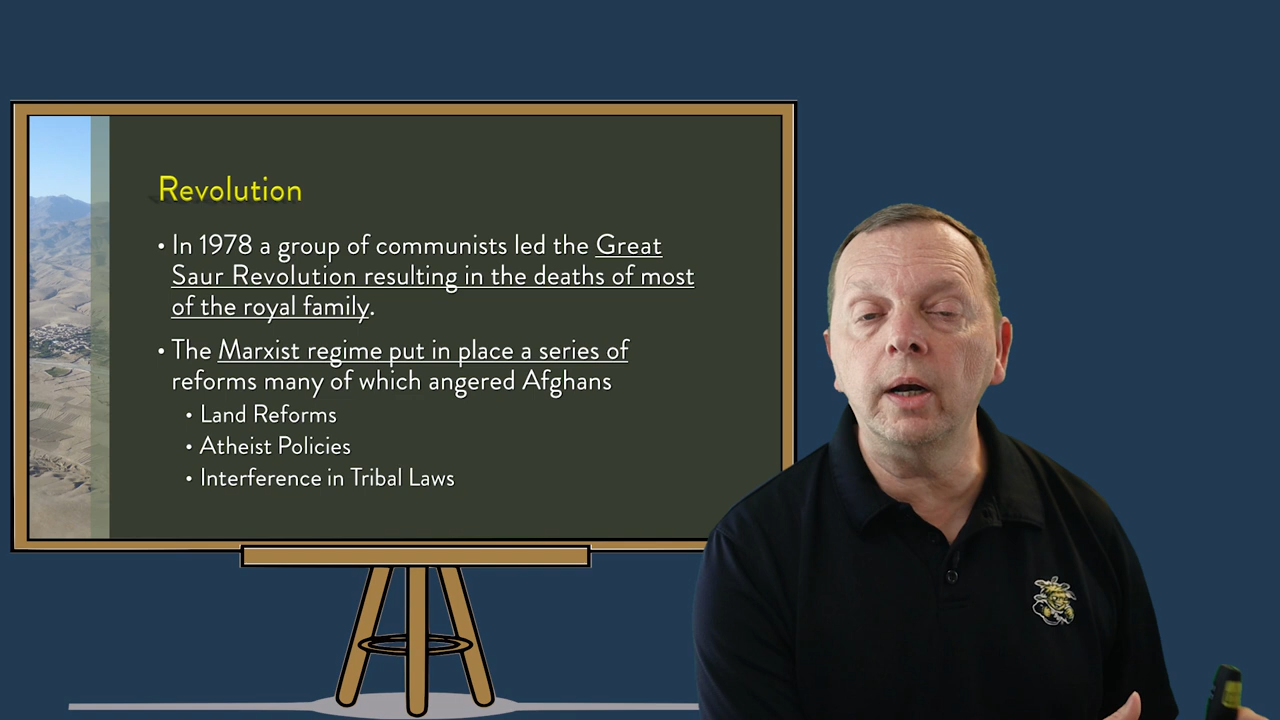 Revolution
• In 1978 a group of communists led the Great
Saur Revolution resulting in the deaths of most
of the royal family.
• The Marxist regime put in place a series of
reforms many of which angered Afghans
• Land Reforms
• Atheist Policies
• Interference in Tribal Laws